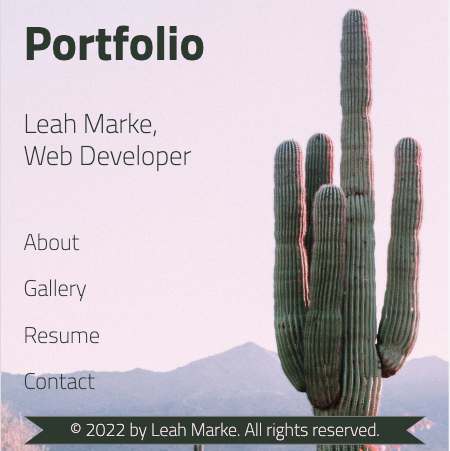 Portfolio
Leah Marke,
Web Developer
About
Gallery
Resume
Contact
© 2022 by Leah Marke. All rights reserved.